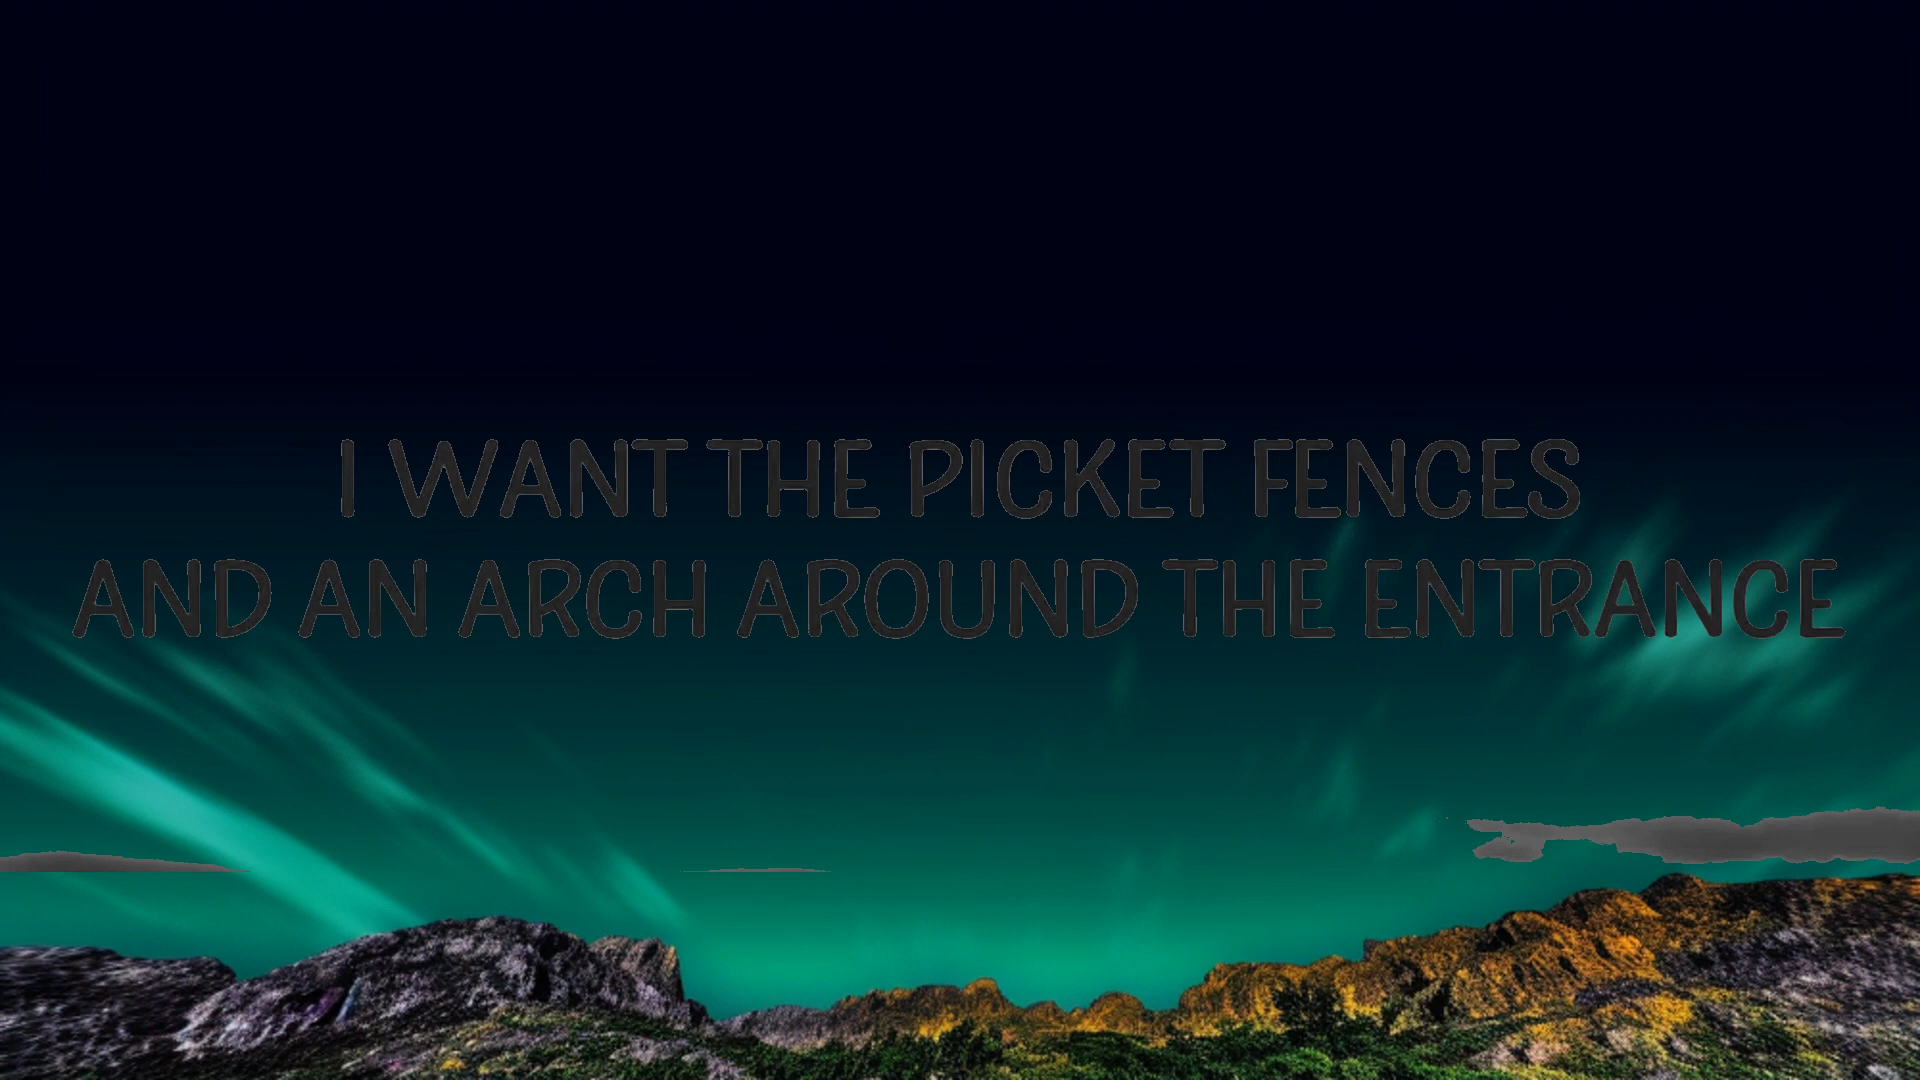 I WANT THE PICKET FENCES
AND AN ARCH AROUND THE ENTRANCE